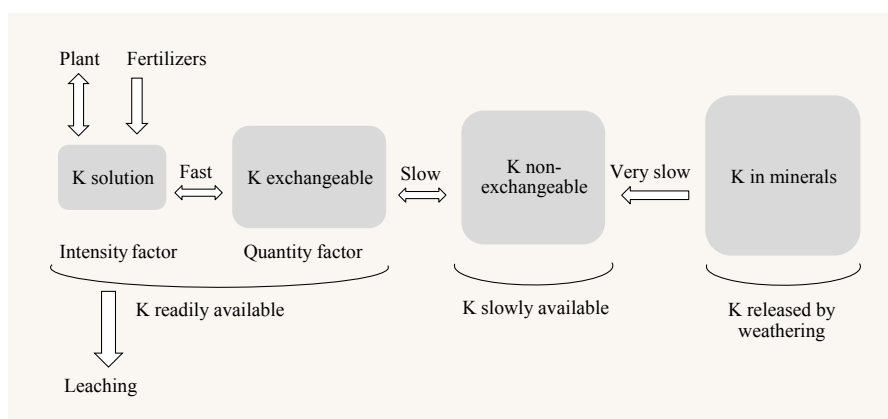 Plant
Fertilizers
K solution
Fast
K exchangeable
Slow
K non-
exchangeable
Very slow
K in minerals
Intensity factor
Quantity factor
K readily available
K slowly available
K released by
weathering
Leaching